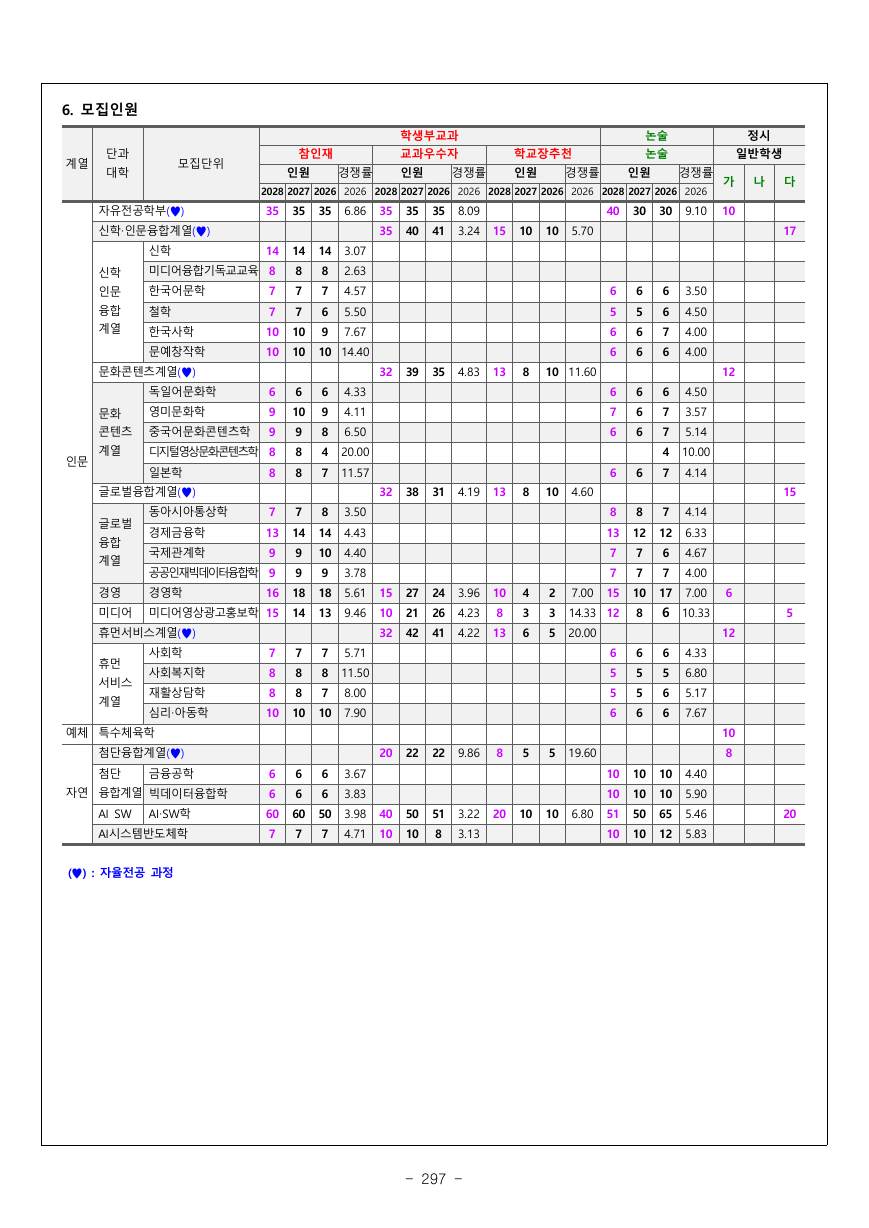 6. 모집인원
계열 단과 대학 모집단위 학생부교과 논술 정시
참인재 교과우수자 학교장추천 논술 일반학생
인원 경쟁률 인원 경쟁률 인원 경쟁률 인원 경쟁률 가 나 다
2028 2027 2026 2026 2028 2027 2026 2026 2028 2027 2026 2026 2028 2027 2026 2026
인문
자유전공학부(♥) 35 35 35 6.86 35 35 35 8.09 40 30 30 9.10 10
신학·인문융합계열(♥) 35 40 41 3.24 15 10 10 5.70 17
신학 인문 융합 계열
신학 14 14 14 3.07
미디어융합기독교교육 8 8 8 2.63
한국어문학 7 7 7 4.57 6 6 6 3.50
철학 7 7 6 5.50 5 5 6 4.50
한국사학 10 10 9 7.67 6 6 7 4.00
문예창작학 10 10 10 14.40 6 6 6 4.00
문화콘텐츠계열(♥) 32 39 35 4.83 13 8 10 11.60 12
문화 콘텐츠 계열
독일어문화학 6 6 6 4.33 6 6 6 4.50
영미문화학 9 10 9 4.11 7 6 7 3.57
중국어문화콘텐츠학 9 9 8 6.50 6 6 7 5.14
디지털영상문화콘텐츠학 8 8 4 20.00 4 10.00
일본학 8 8 7 11.57 6 6 7 4.14
글로벌융합계열(♥) 32 38 31 4.19 13 8 10 4.60 15
글로벌 융합 계열
동아시아통상학 7 7 8 3.50 8 8 7 4.14
경제금융학 13 14 14 4.43 13 12 12 6.33
국제관계학 9 9 10 4.40 7 7 6 4.67
공공인재빅데이터융합학 9 9 9 3.78 7 7 7 4.00
경영 경영학 16 18 18 5.61 15 27 24 3.96 10 4 2 7.00 15 10 17 7.00 6
미디어 미디어영상광고홍보학 15 14 13 9.46 10 21 26 4.23 8 3 3 14.33 12 8 6 10.33 5
휴먼서비스계열(♥) 32 42 41 4.22 13 6 5 20.00 12
휴먼 서비스 계열
사회학 7 7 7 5.71 6 6 6 4.33
사회복지학 8 8 8 11.50 5 5 5 6.80
재활상담학 8 8 7 8.00 5 5 6 5.17
심리·아동학 10 10 10 7.90 6 6 6 7.67
예체 특수체육학 10
자연
첨단융합계열(♥) 20 22 22 9.86 8 5 5 19.60 8
첨단 융합계열
금융공학 6 6 6 3.67 10 10 10 4.40
빅데이터융합학 6 6 6 3.83 10 10 10 5.90
AI SW AI·SW학 60 60 50 3.98 40 50 51 3.22 20 10 10 6.80 51 50 65 5.46 20
AI시스템반도체학 7 7 7 4.71 10 10 8 3.13 10 10 12 5.83
(♥) : 자율전공 과정
- 297 -